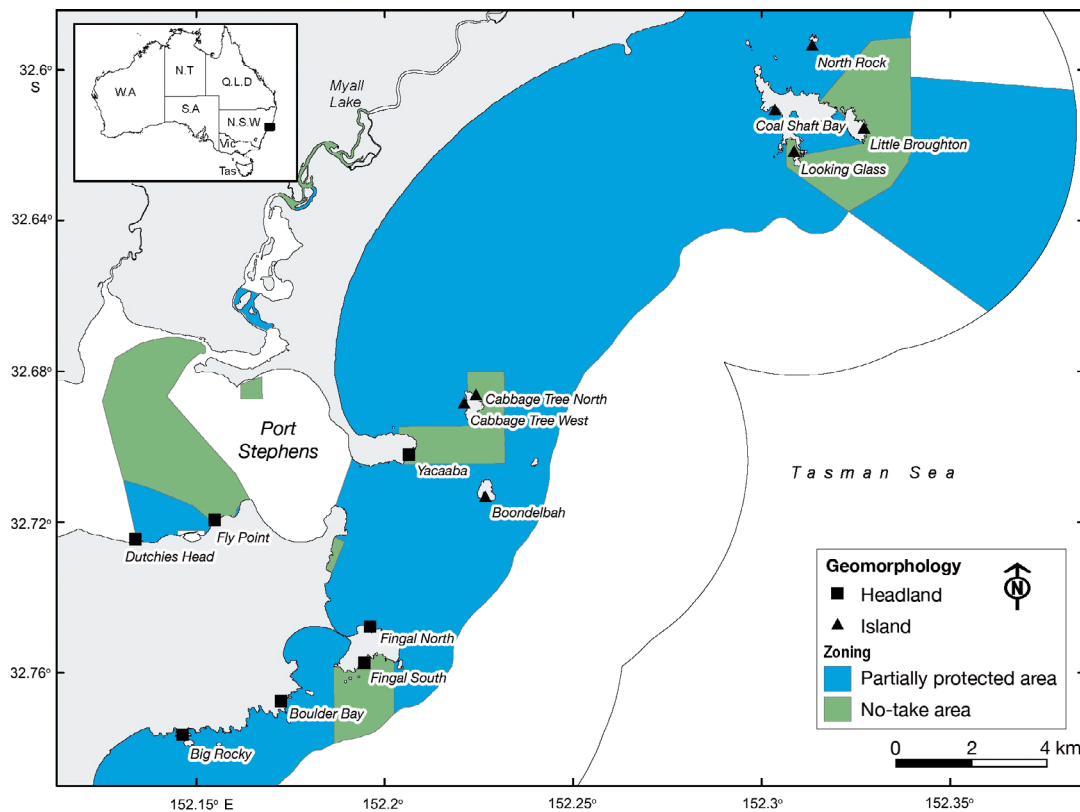 N.T
W.A
Q.L.D
S.A
N.S.W
Vic
Tas
Myall
Lake
North Rock
Coal Shaft Bay
Little Broughton
Looking Glass
Cabbage Tree North
Cabbage Tree West
Port
Stephens
Yacaaba
Tasman Sea
Boondelbah
Fly Point
Dutchies Head
Fingal North
Fingal South
Boulder Bay
Big Rocky
Geomorphology
N
Headland
Island
Zoning
Partially protected area
No-take area
0 2 4 km
32.6°
S
32.64°
32.68°
32.72°
32.76°
152.15° E
152.2°
152.25°
152.3°
152.35°